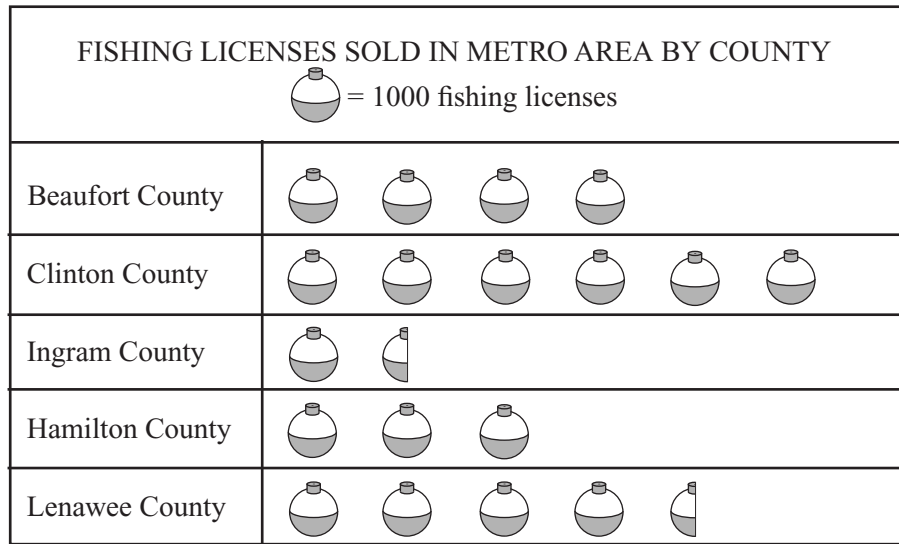 FISHING LICENSES SOLD IN METRO AREA BY COUNTY
= 1000 fishing licenses
Beaufort County
Clinton County
Ingram County
Hamilton County
Lenawee County